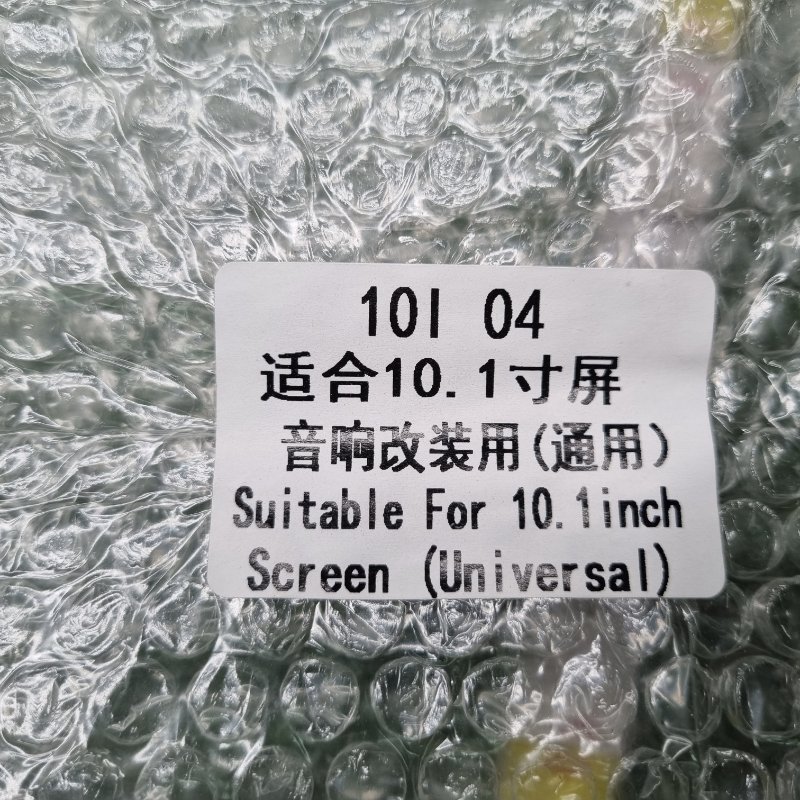 10I 04
适合10.1寸屏
音响改装用(通用)
Suitable For 10.1inch
Screen (Universal)